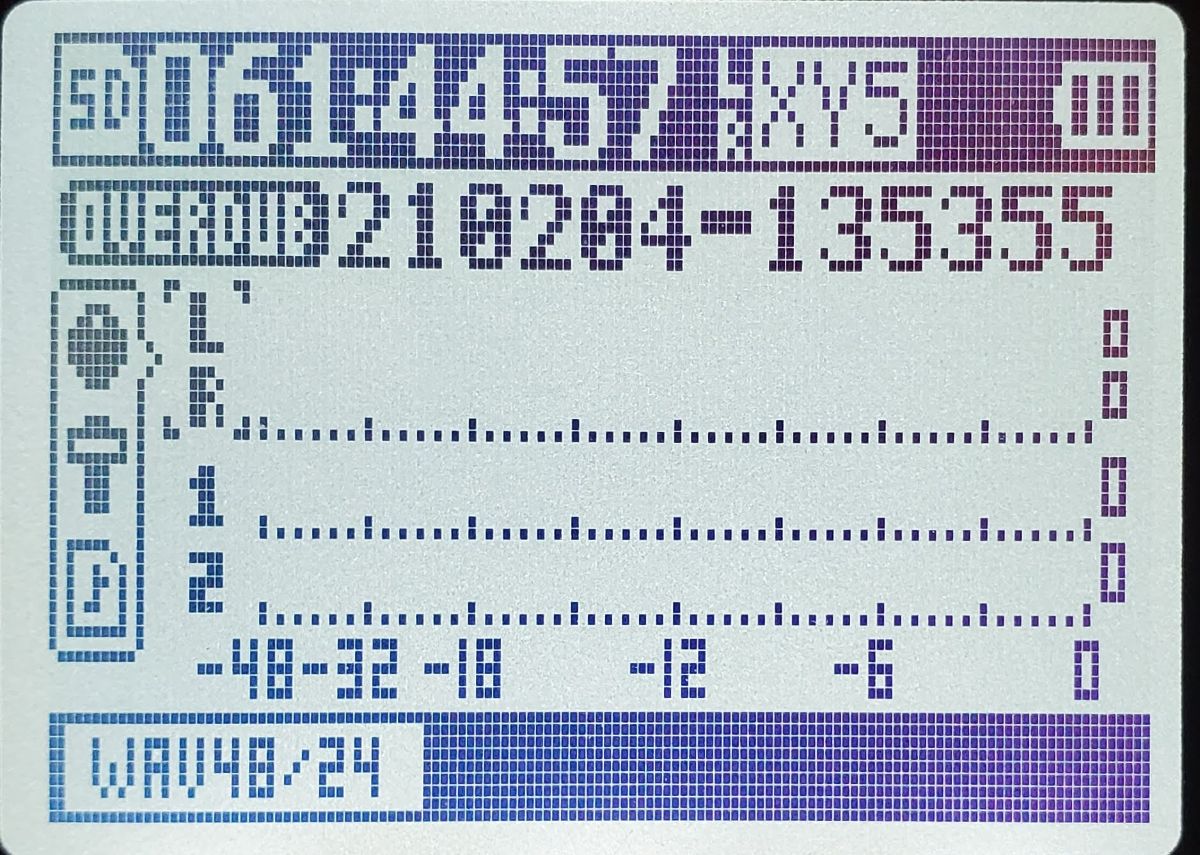 SD 061:44:57 XY5
OVERDUB 210204-135355
L 0
R 0
1 0
2 0
-48 -32 -18 -12 -6 0
WAV48/24